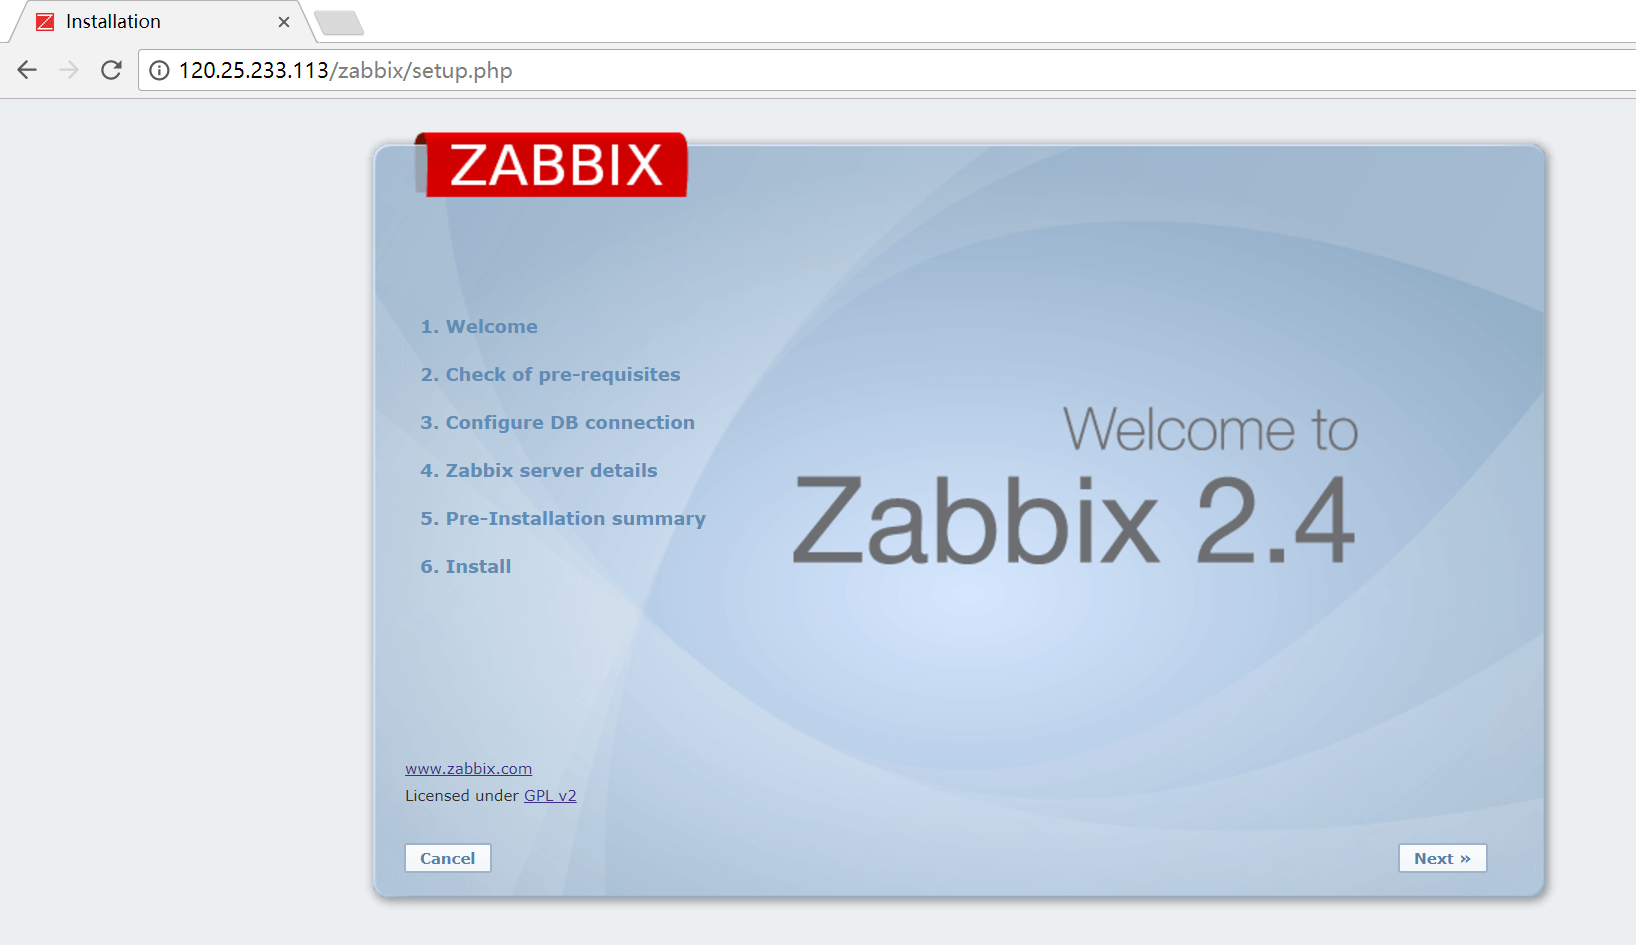 Installation
120.25.233.113/zabbix/setup.php
ZABBIX
1. Welcome
2. Check of pre-requisites
3. Configure DB connection
4. Zabbix server details
5. Pre-Installation summary
6. Install
Welcome to
Zabbix 2.4
www.zabbix.com
Licensed under GPL v2
Cancel
Next »